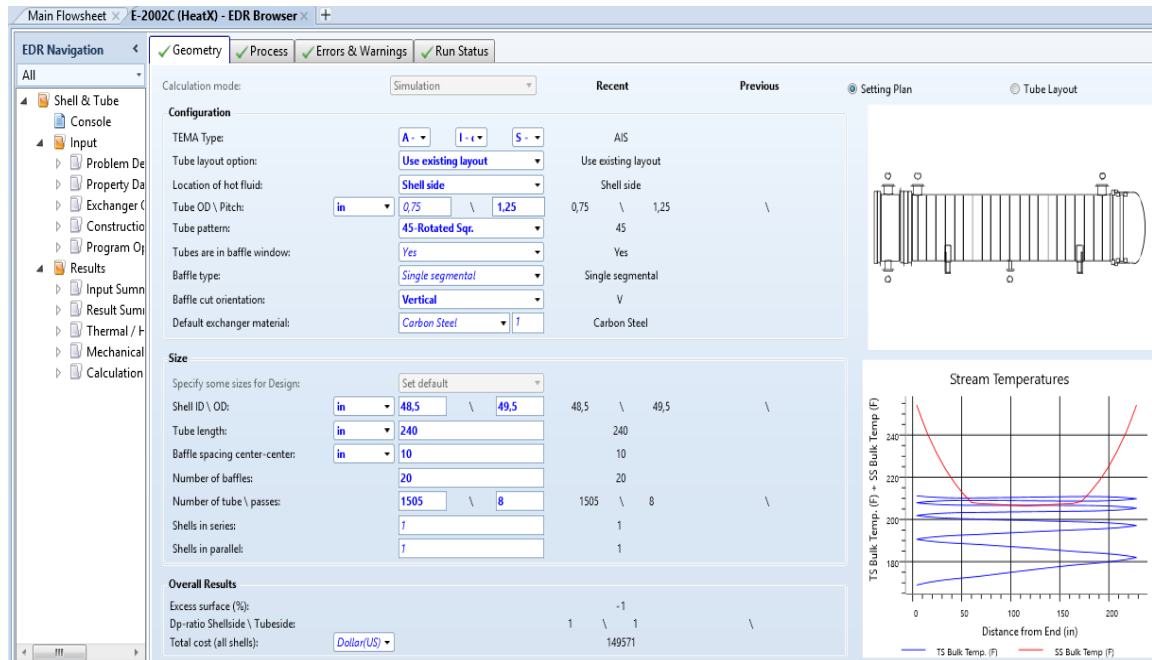 Main Flowsheet × E-2002C (HeatX) - EDR Browser × +
EDR Navigation <
All
Shell & Tube
Console
Input
Problem De
Property Da
Exchanger G
Constructio
Program Op
Results
Input Summ
Result Sum
Thermal / H
Mechanical
Calculation
Geometry Process Errors & Warnings Run Status
Calculation mode: Simulation Recent Previous Setting Plan Tube Layout
Configuration
TEMA Type: A - I - S - AIS
Tube layout option: Use existing layout Use existing layout
Location of hot fluid: Shell side Shell side
Tube OD \ Pitch: in 0,75 \ 1,25 0,75 \ 1,25 \
Tube pattern: 45-Rotated Sqr. 45
Tubes are in baffle window: Yes Yes
Baffle type: Single segmental Single segmental
Baffle cut orientation: Vertical V
Default exchanger material: Carbon Steel 1 Carbon Steel
Size
Specify some sizes for Design: Set default
Shell ID \ OD: in 48,5 \ 49,5 48,5 \ 49,5 \
Tube length: in 240 240
Baffle spacing center-center: in 10 10
Number of baffles: 20 20
Number of tube \ passes: 1505 \ 8 1505 \ 8 \
Shells in series: 1 1
Shells in parallel: 1 1
Overall Results
Excess surface (%): -1
Dp-ratio Shellside \ Tubeside: 1 \ 1 \
Total cost (all shells): Dollar(US) 149571
Stream Temperatures
TS Bulk Temp. (F) + SS Bulk Temp (F)
240
220
200
180
0 50 100 150 200
Distance from End (in)
TS Bulk Temp. (F) SS Bulk Temp (F)